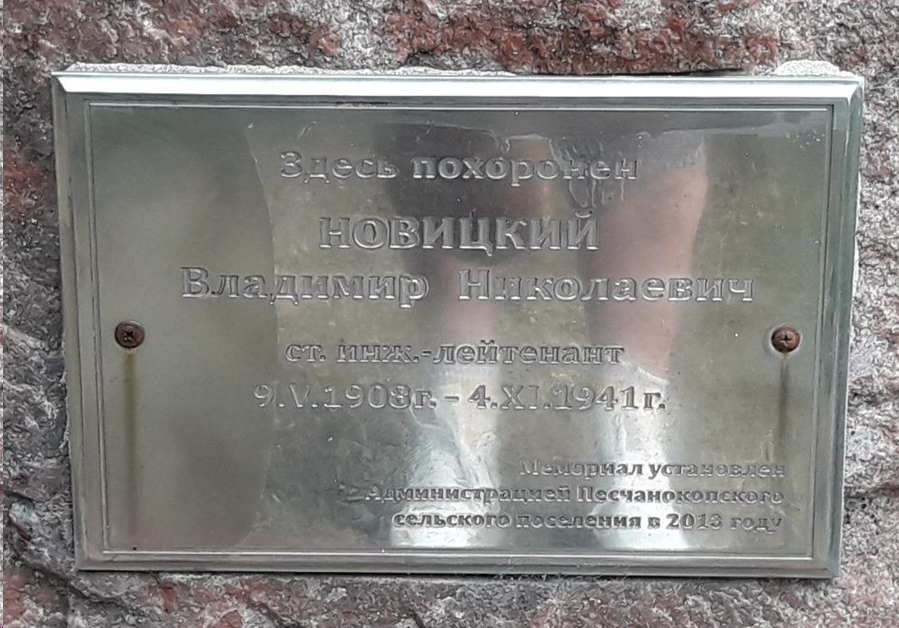 Здесь похоронен
НОВИЦКИЙ
Владимир Николаевич
ст. инж.-лейтенант
9.V.1908г. - 4.XI.1941г.
Мемориал установлен
Администрацией Песчанокопского
сельского поселения в 2013 году